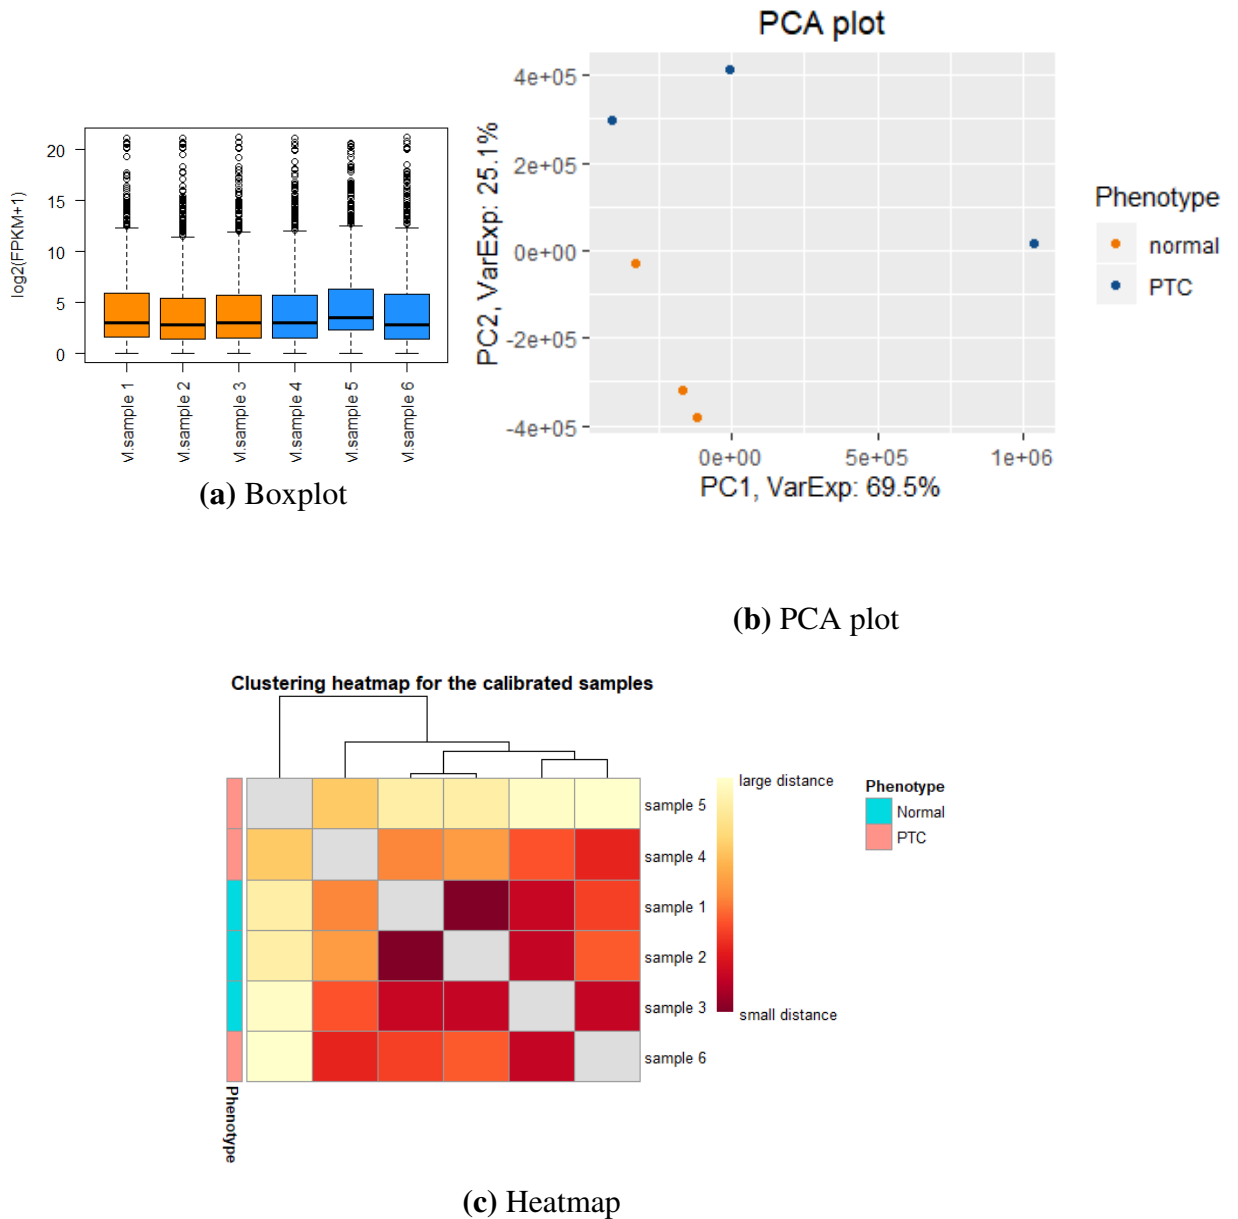 PCA plot
20
15
10
5
0
log2(FPKM+1)
vl.sample 1
vl.sample 2
vl.sample 3
vl.sample 4
vl.sample 5
vl.sample 6
(a) Boxplot
4e+05
2e+05
0e+00
-2e+05
-4e+05
PC2, VarExp: 25.1%
0e+00 5e+05 1e+06
PC1, VarExp: 69.5%
Phenotype
normal
PTC
(b) PCA plot
Clustering heatmap for the calibrated samples
sample 5
sample 4
sample 1
sample 2
sample 3
sample 6
Phenotype
large distance
small distance
Phenotype
Normal
PTC
(c) Heatmap